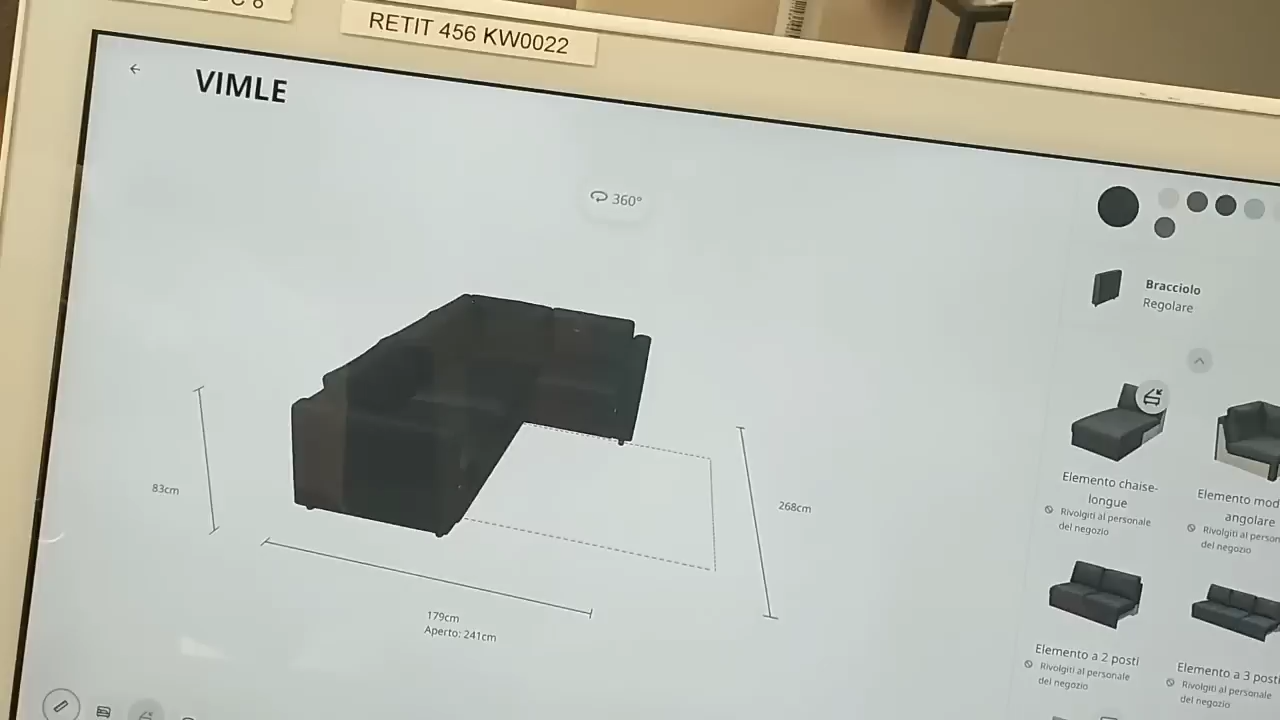 RETIT 456 KW0022
VIMLE
360°
Bracciolo
Regolare
Elemento chaise-
longue
Rivolgiti al personale
del negozio
Elemento mod
angolare
Rivolgiti al person
del negozio
83cm
268cm
179cm
Aperto: 241cm
Elemento a 2 posti
Rivolgiti al personale
del negozio
Elemento a 3 posti
Rivolgiti al personale
del negozio